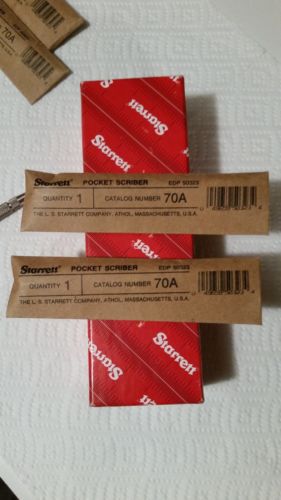 70A
Starrett
Starrett
Starrett
Starrett POCKET SCRIBER EDP 50323
QUANTITY 1 CATALOG NUMBER 70A
THE L. S. STARRETT COMPANY, ATHOL, MASSACHUSETTS, U.S.A.
Starrett POCKET SCRIBER EDP 50323
QUANTITY 1 CATALOG NUMBER 70A
THE L. S. STARRETT COMPANY, ATHOL, MASSACHUSETTS, U.S.A.
Starrett
Starrett